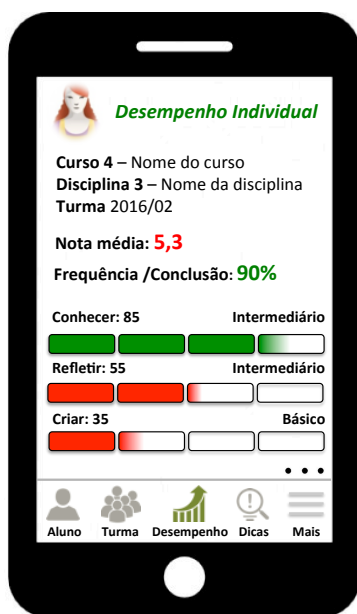 Desempenho Individual
Curso 4 – Nome do curso
Disciplina 3 – Nome da disciplina
Turma 2016/02
Nota média: 5,3
Frequência /Conclusão: 90%
Conhecer: 85 Intermediário
Refletir: 55 Intermediário
Criar: 35 Básico
Aluno Turma Desempenho Dicas Mais